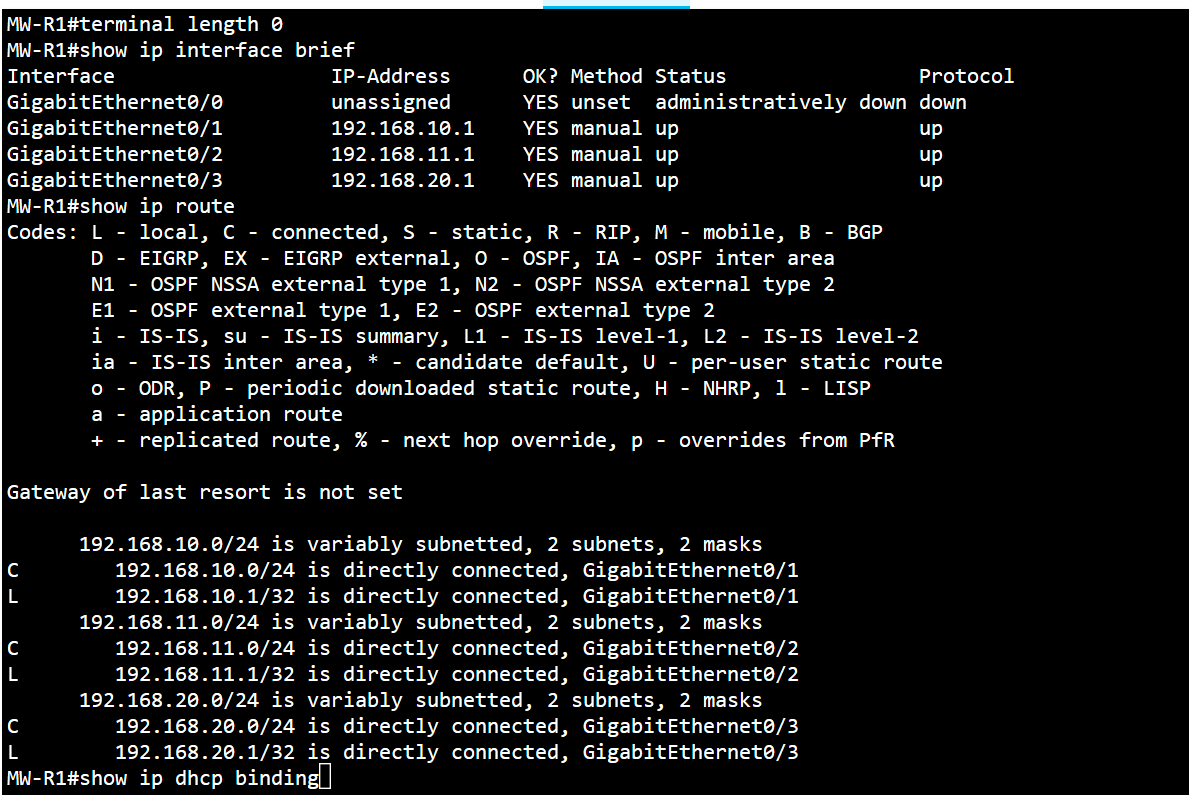 MW-R1#terminal length 0
MW-R1#show ip interface brief
Interface                  IP-Address      OK? Method Status                Protocol
GigabitEthernet0/0         unassigned      YES unset  administratively down down
GigabitEthernet0/1         192.168.10.1    YES manual up                    up
GigabitEthernet0/2         192.168.11.1    YES manual up                    up
GigabitEthernet0/3         192.168.20.1    YES manual up                    up
MW-R1#show ip route
Codes: L - local, C - connected, S - static, R - RIP, M - mobile, B - BGP
       D - EIGRP, EX - EIGRP external, O - OSPF, IA - OSPF inter area
       N1 - OSPF NSSA external type 1, N2 - OSPF NSSA external type 2
       E1 - OSPF external type 1, E2 - OSPF external type 2
       i - IS-IS, su - IS-IS summary, L1 - IS-IS level-1, L2 - IS-IS level-2
       ia - IS-IS inter area, * - candidate default, U - per-user static route
       o - ODR, P - periodic downloaded static route, H - NHRP, l - LISP
       a - application route
       + - replicated route, % - next hop override, p - overrides from PfR

Gateway of last resort is not set

      192.168.10.0/24 is variably subnetted, 2 subnets, 2 masks
C        192.168.10.0/24 is directly connected, GigabitEthernet0/1
L        192.168.10.1/32 is directly connected, GigabitEthernet0/1
      192.168.11.0/24 is variably subnetted, 2 subnets, 2 masks
C        192.168.11.0/24 is directly connected, GigabitEthernet0/2
L        192.168.11.1/32 is directly connected, GigabitEthernet0/2
      192.168.20.0/24 is variably subnetted, 2 subnets, 2 masks
C        192.168.20.0/24 is directly connected, GigabitEthernet0/3
L        192.168.20.1/32 is directly connected, GigabitEthernet0/3
MW-R1#show ip dhcp binding